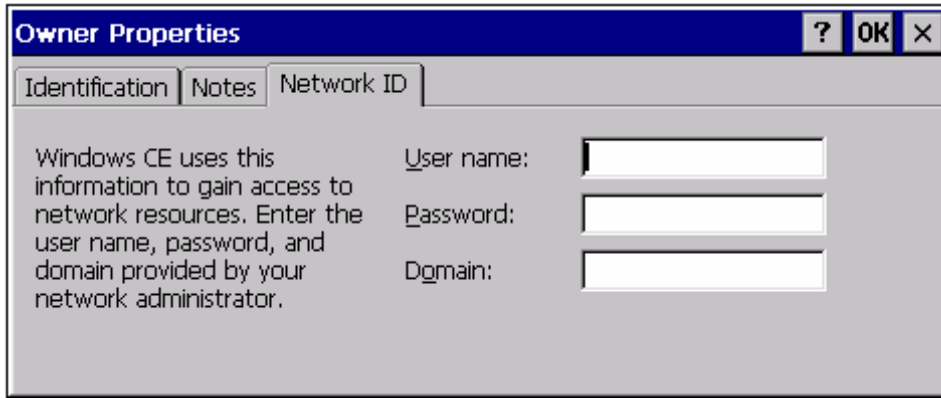 Owner Properties ? OK ×
Identification Notes Network ID
Windows CE uses this
information to gain access to
network resources. Enter the
user name, password, and
domain provided by your
network administrator.
User name:
Password:
Domain: